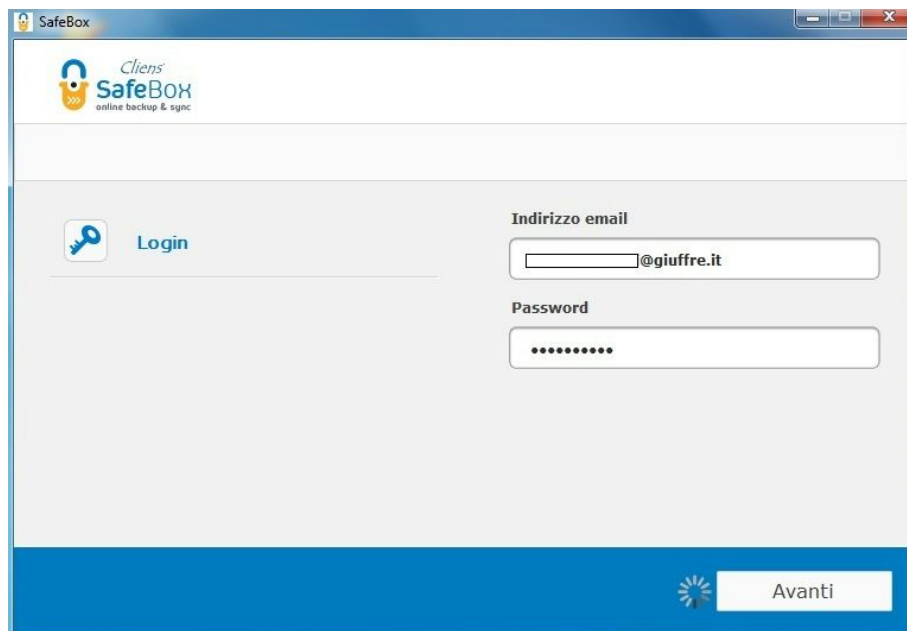 SafeBox
Cliens
SafeBox
online backup & sync
Login
Indirizzo email
@giuffre.it
Password
••••••••••
Avanti